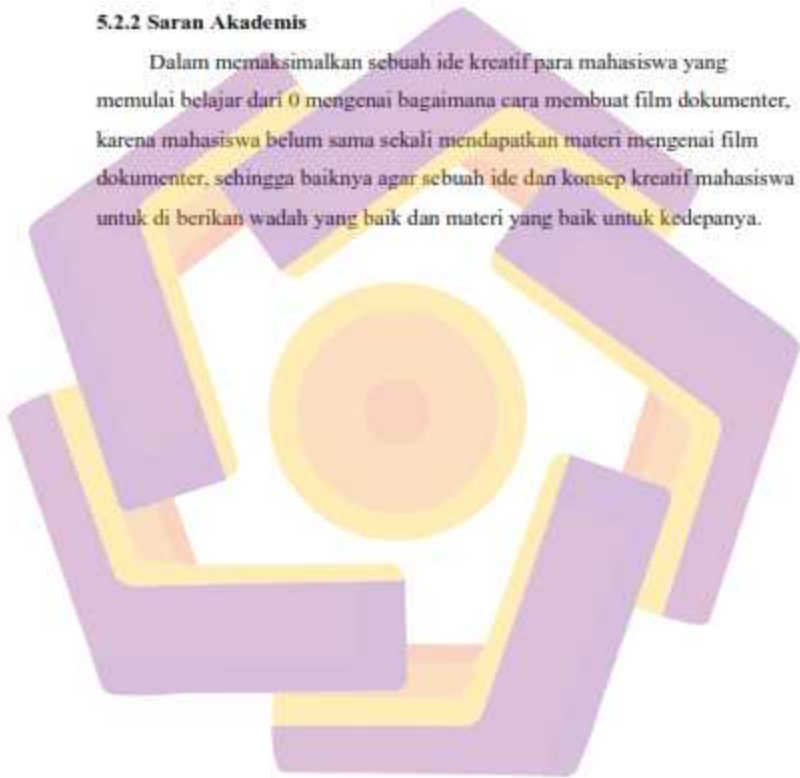 5.2.2 Saran Akademis
Dalam memaksimalkan sebuah ide kreatif para mahasiswa yang
memulai belajar dari 0 mengenai bagaimana cara membuat film dokumenter,
karena mahasiswa belum sama sekali mendapatkan materi mengenai film
dokumenter, sehingga baiknya agar sebuah ide dan konsep kreatif mahasiswa
untuk di berikan wadah yang baik dan materi yang baik untuk kedepanya.